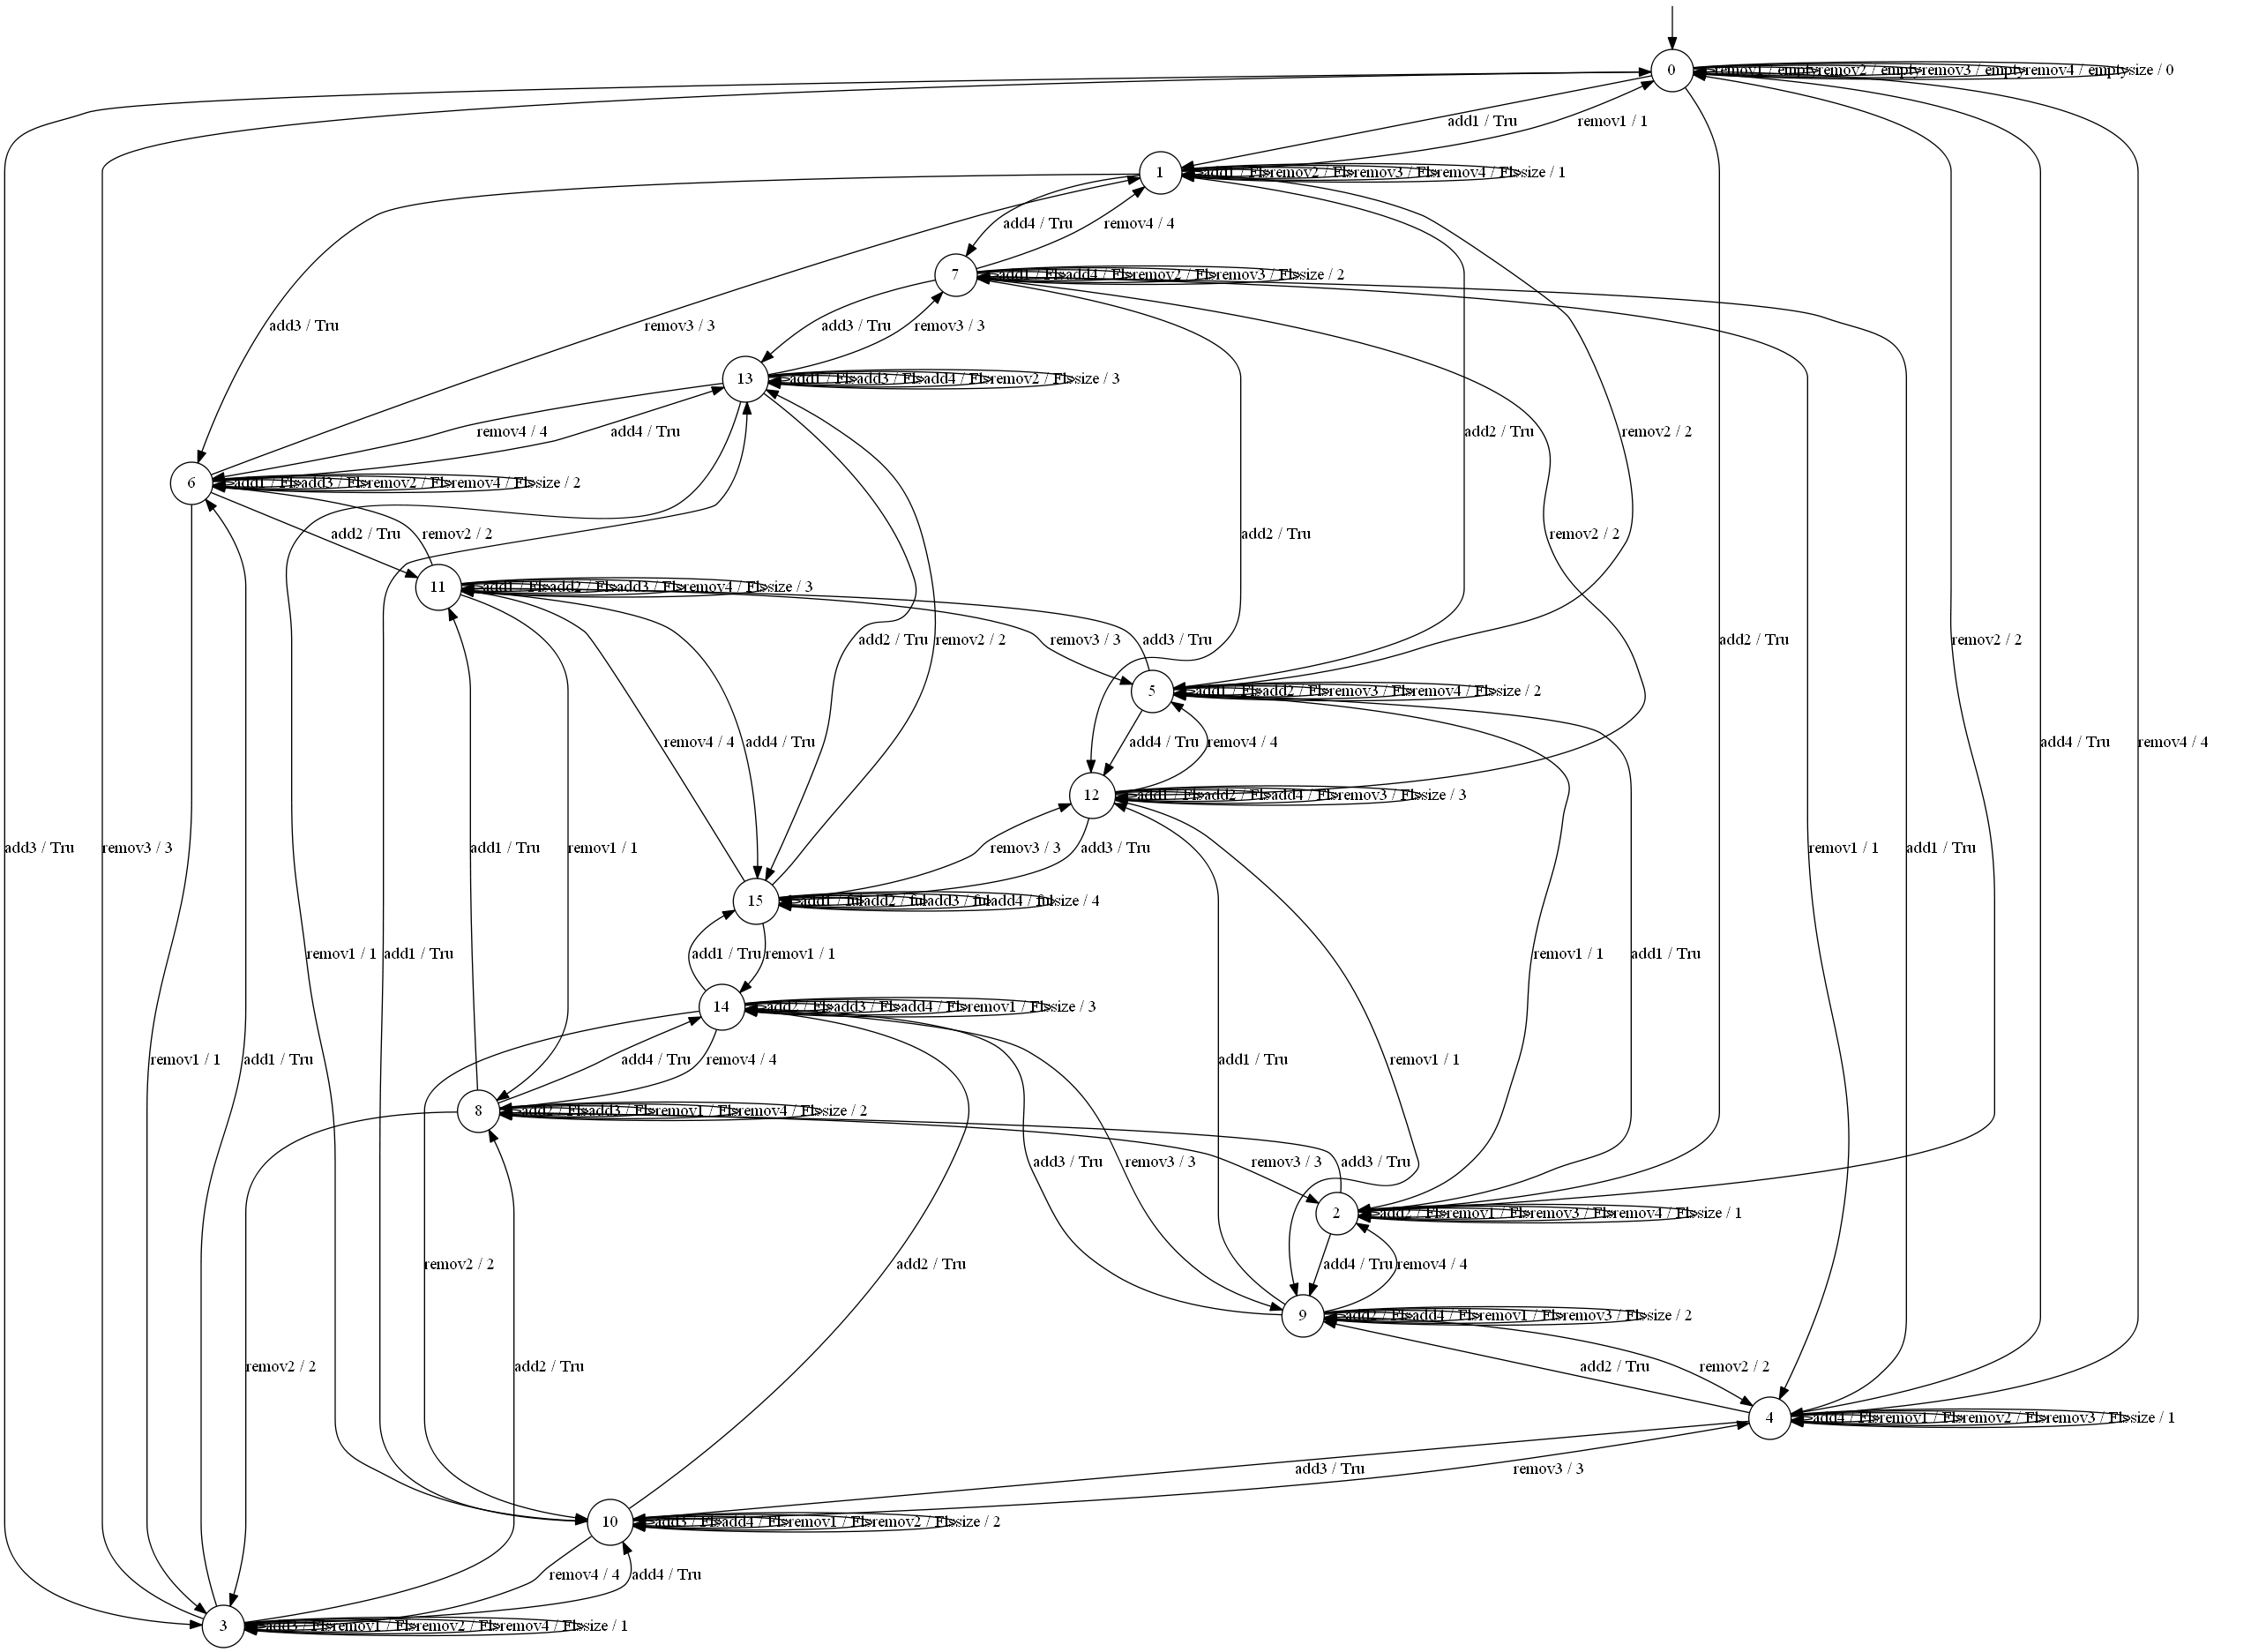 0
remov1 / empty remov2 / empty remov3 / empty remov4 / empty size / 0
add1 / Tru
remov1 / 1
1
add1 / Fls remov2 / Fls remov3 / Fls remov4 / Fls size / 1
add4 / Tru
remov4 / 4
7
add1 / Fls add4 / Fls remov2 / Fls remov3 / Fls size / 2
add3 / Tru
remov3 / 3
add3 / Tru
remov3 / 3
13
add1 / Fls add3 / Fls add4 / Fls remov2 / Fls size / 3
remov4 / 4
add4 / Tru
add2 / Tru
remov2 / 2
6
add1 / Fls add3 / Fls remov2 / Fls remov4 / Fls size / 2
add2 / Tru
remov2 / 2
add2 / Tru
remov2 / 2
11
add1 / Fls add2 / Fls add3 / Fls remov4 / Fls size / 3
add2 / Tru
remov2 / 2
remov3 / 3
add3 / Tru
add2 / Tru
remov2 / 2
5
add1 / Fls add2 / Fls remov3 / Fls remov4 / Fls size / 2
remov4 / 4
add4 / Tru
add4 / Tru
remov4 / 4
add4 / Tru
remov4 / 4
12
add1 / Fls add2 / Fls add4 / Fls remov3 / Fls size / 3
add3 / Tru
remov3 / 3
add1 / Tru
remov1 / 1
remov3 / 3
add3 / Tru
remov1 / 1
add1 / Tru
15
add1 / ful add2 / ful add3 / ful add4 / ful size / 4
remov1 / 1
add1 / Tru
add1 / Tru
remov1 / 1
remov1 / 1
add1 / Tru
14
add2 / Fls add3 / Fls add4 / Fls remov1 / Fls size / 3
remov1 / 1
add1 / Tru
add4 / Tru
remov4 / 4
add1 / Tru
remov1 / 1
8
add2 / Fls add3 / Fls remov1 / Fls remov4 / Fls size / 2
add3 / Tru
remov3 / 3
remov3 / 3
add3 / Tru
2
add2 / Fls remov1 / Fls remov3 / Fls remov4 / Fls size / 1
remov2 / 2
add2 / Tru
add4 / Tru
remov4 / 4
9
add2 / Fls add4 / Fls remov1 / Fls remov3 / Fls size / 2
remov2 / 2
add2 / Tru
add2 / Tru
remov2 / 2
4
add4 / Fls remov1 / Fls remov2 / Fls remov3 / Fls size / 1
add3 / Tru
remov3 / 3
10
add3 / Fls add4 / Fls remov1 / Fls remov2 / Fls size / 2
remov4 / 4
add4 / Tru
3
add3 / Fls remov1 / Fls remov2 / Fls remov4 / Fls size / 1